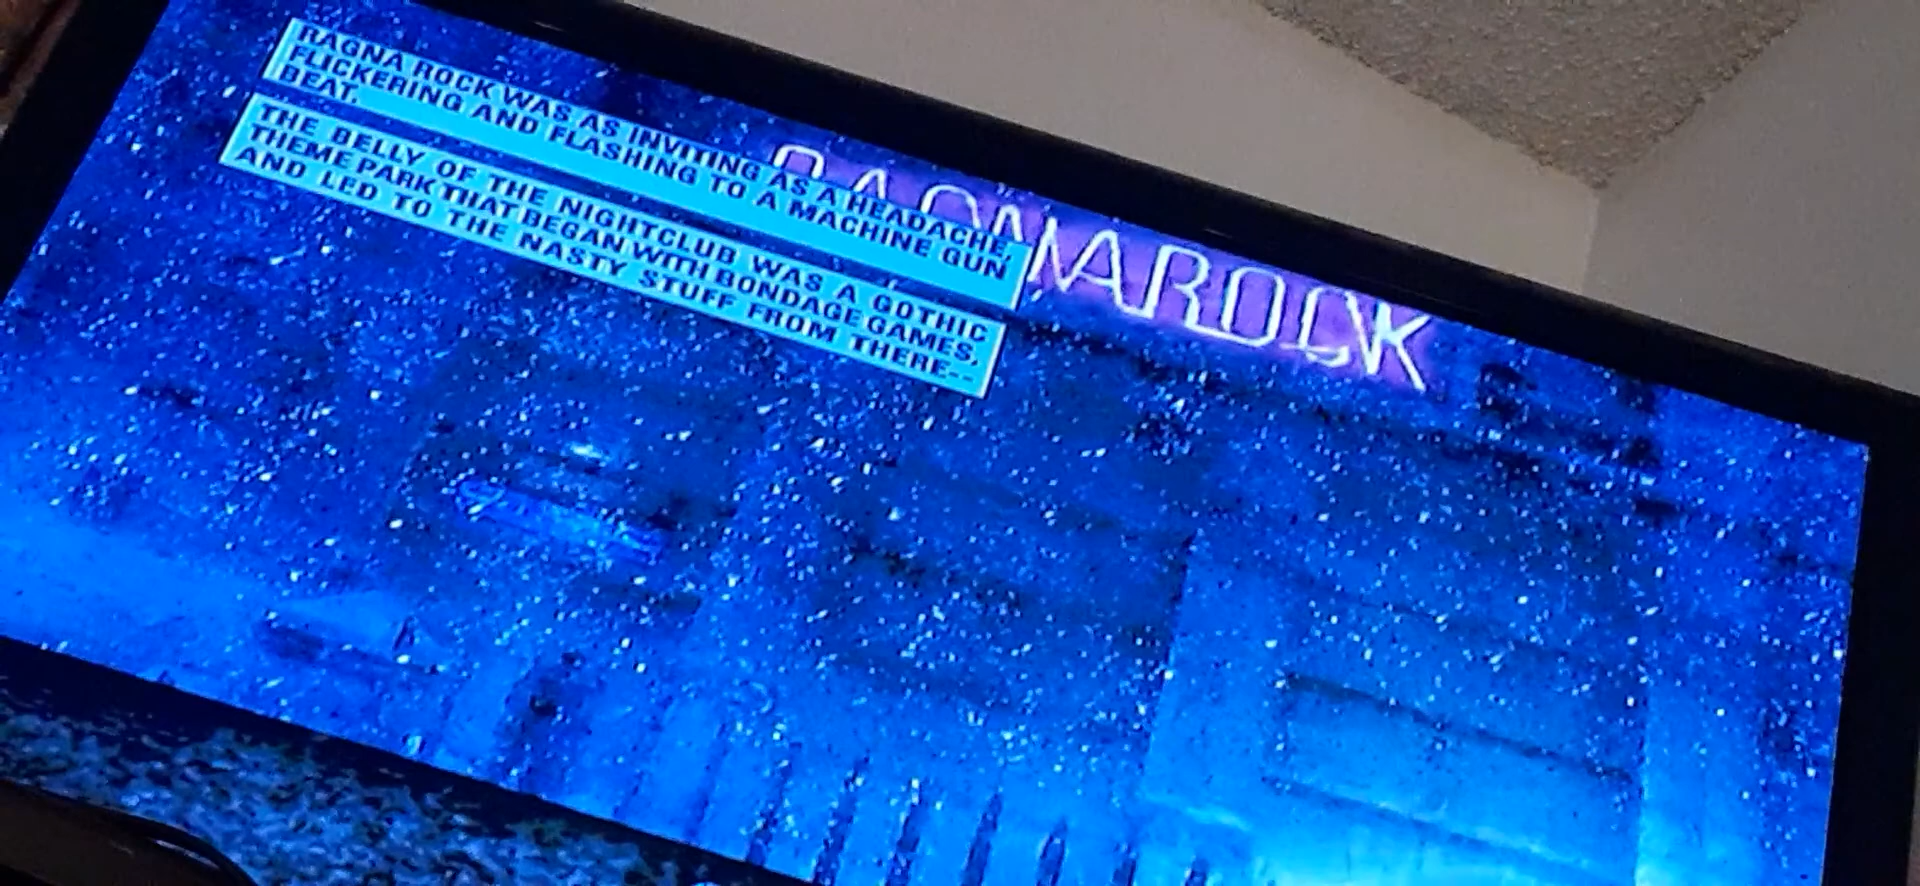 RAGNA ROCK WAS AS INVITING AS A HEADACHE,
FLICKERING AND FLASHING TO A MACHINE GUN
BEAT.
THE BELLY OF THE NIGHTCLUB WAS A GOTHIC
THEME PARK THAT BEGAN WITH BONDAGE GAMES,
AND LED TO THE NASTY STUFF FROM THERE--
RAGNAROCK